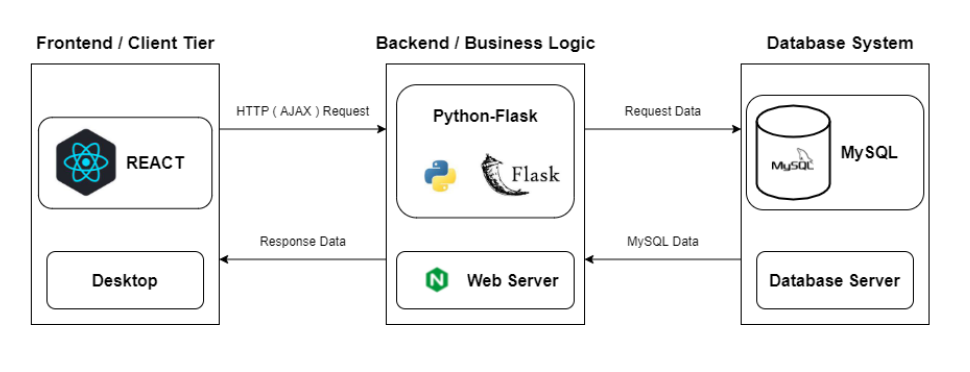 Frontend / Client Tier
Backend / Business Logic
Database System
HTTP ( AJAX ) Request
Request Data
Python-Flask
REACT
Flask
MySQL
MySQL
Response Data
MySQL Data
Desktop
N
Web Server
Database Server